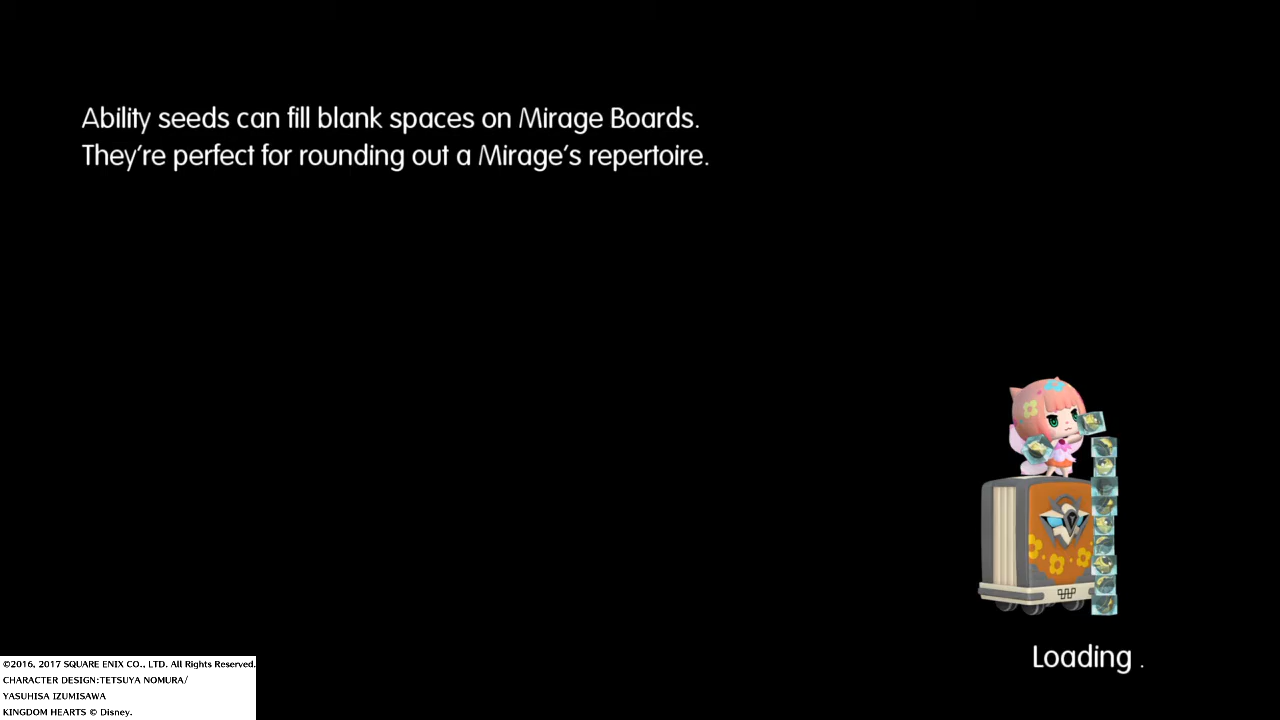 Ability seeds can fill blank spaces on Mirage Boards.
They're perfect for rounding out a Mirage's repertoire.
Loading .
©2016, 2017 SQUARE ENIX CO., LTD. All Rights Reserved.
CHARACTER DESIGN:TETSUYA NOMURA/
YASUHISA IZUMISAWA
KINGDOM HEARTS © Disney.